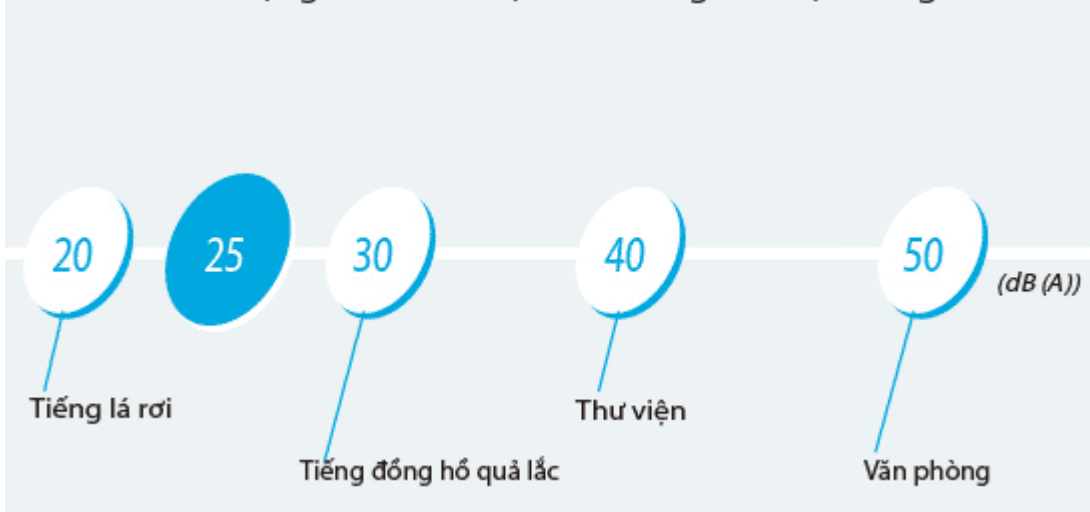 20
25
30
40
50
(dB (A))
Tiếng lá rơi
Thư viện
Tiếng đồng hồ quả lắc
Văn phòng